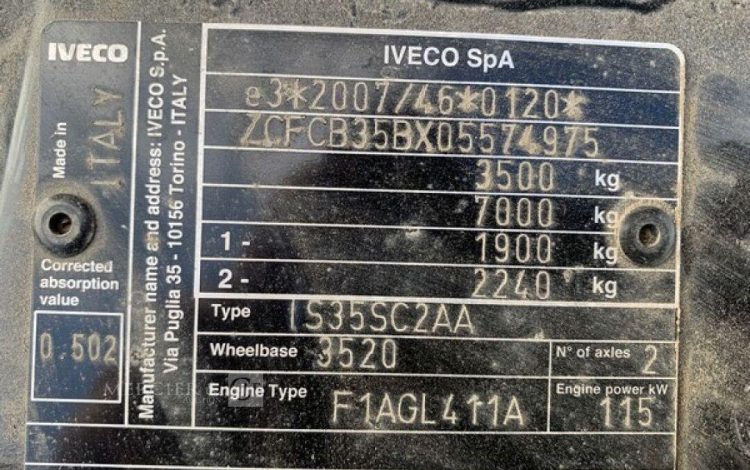 IVECO
Made in
ITALY
Corrected
absorption
value
0.502
Manufacturer name and address: IVECO S.p.A.
Via Puglia 35 - 10156 Torino - ITALY
IVECO SpA
e3*2007/46*0120*
ZCFCB35BX05574975
3500 kg
7000 kg
1 - 1900 kg
2 - 2240 kg
Type IS35SC2AA
Wheelbase 3520 N° of axles 2
Engine Type F1AGL411A Engine power kW 115